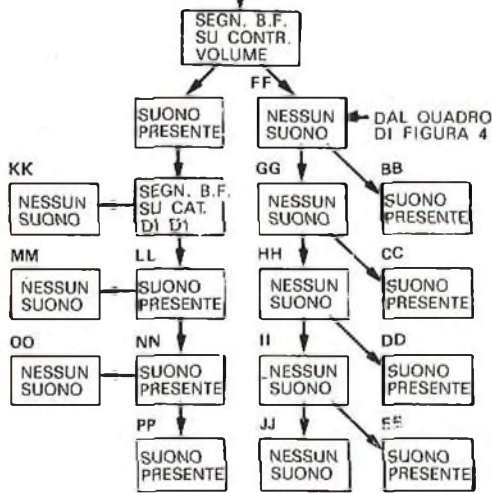 SEGN. B.F.
SU CONTR.
VOLUME
FF
SUONO
PRESENTE
NESSUN
SUONO
DAL QUADRO
DI FIGURA 4
KK
GG
BB
NESSUN
SUONO
SEGN. B.F.
SU CAT.
DI D1
NESSUN
SUONO
SUONO
PRESENTE
MM
LL
HH
CC
NESSUN
SUONO
SUONO
PRESENTE
NESSUN
SUONO
SUONO
PRESENTE
OO
NN
II
DD
NESSUN
SUONO
SUONO
PRESENTE
NESSUN
SUONO
SUONO
PRESENTE
PP
JJ
EE
SUONO
PRESENTE
NESSUN
SUONO
SUONO
PRESENTE